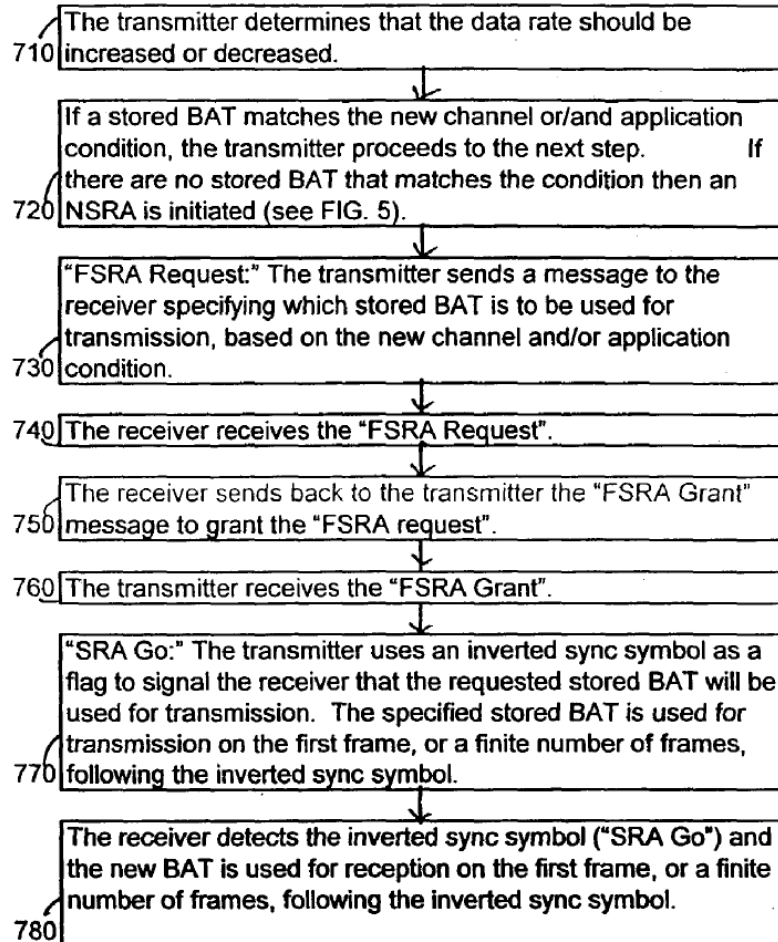 The transmitter determines that the data rate should be
710 increased or decreased.
If a stored BAT matches the new channel or/and application
condition, the transmitter proceeds to the next step. If
there are no stored BAT that matches the condition then an
720 NSRA is initiated (see FIG. 5).
“FSRA Request:” The transmitter sends a message to the
receiver specifying which stored BAT is to be used for
transmission, based on the new channel and/or application
730 condition.
740 The receiver receives the “FSRA Request”.
The receiver sends back to the transmitter the “FSRA Grant”
750 message to grant the “FSRA request”.
760 The transmitter receives the “FSRA Grant”.
“SRA Go:” The transmitter uses an inverted sync symbol as a
flag to signal the receiver that the requested stored BAT will be
used for transmission. The specified stored BAT is used for
transmission on the first frame, or a finite number of frames,
770 following the inverted sync symbol.
The receiver detects the inverted sync symbol (“SRA Go”) and
the new BAT is used for reception on the first frame, or a finite
number of frames, following the inverted sync symbol.
780